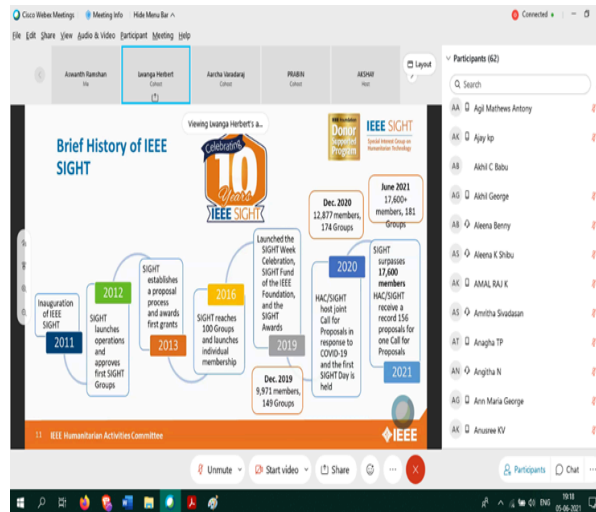 Cisco Webex Meetings
Meeting Info
Hide Menu Bar
Connected
File Edit Share View Audio & Video Participant Meeting Help
Aswanth Ramshan
Me
Lwanga Herbert
Cohost
Aarcha Varadaraj
Cohost
PRABIN
Cohost
AKSHAY
Host
Layout
Viewing Lwanga Herbert's a...
Brief History of IEEE
SIGHT
Celebrating
10
Years
IEEE SIGHT
IEEE Foundation
Donor
Supported
Program
IEEE SIGHT
Special Interest Group on
Humanitarian Technology
Inauguration
of IEEE
SIGHT
2011
2012
SIGHT
launches
operations
and
approves
first SIGHT
Groups
SIGHT
establishes
a proposal
process
and awards
first grants
2013
2016
SIGHT reaches
100 Groups
and launches
individual
membership
Launched the
SIGHT Week
Celebration,
SIGHT Fund
of the IEEE
Foundation,
and the
SIGHT
Awards
2019
Dec. 2019
9,971 members,
149 Groups
Dec. 2020
12,877 members,
174 Groups
2020
HAC/SIGHT
host joint
Call for
Proposals in
response to
COVID-19
and the first
SIGHT Day is
held
June 2021
17,600+
members, 181
Groups
SIGHT
surpasses
17,600
members
HAC/SIGHT
receive a
record 156
proposals for
one Call for
Proposals
2021
11 IEEE Humanitarian Activities Committee
IEEE
Participants (62)
Search
AA Agil Mathews Antony
AK Ajay kp
AB Akhil C Babu
AG Akhil George
AB Aleena Benny
AS Aleena K Shibu
AK AMAL RAJ K
AS Amritha Sivadasan
AT Anagha TP
AN Angitha N
AG Ann Maria George
AK Anusree KV
Unmute
Start video
Share
Participants
Chat
ENG
19:18
05-06-2021